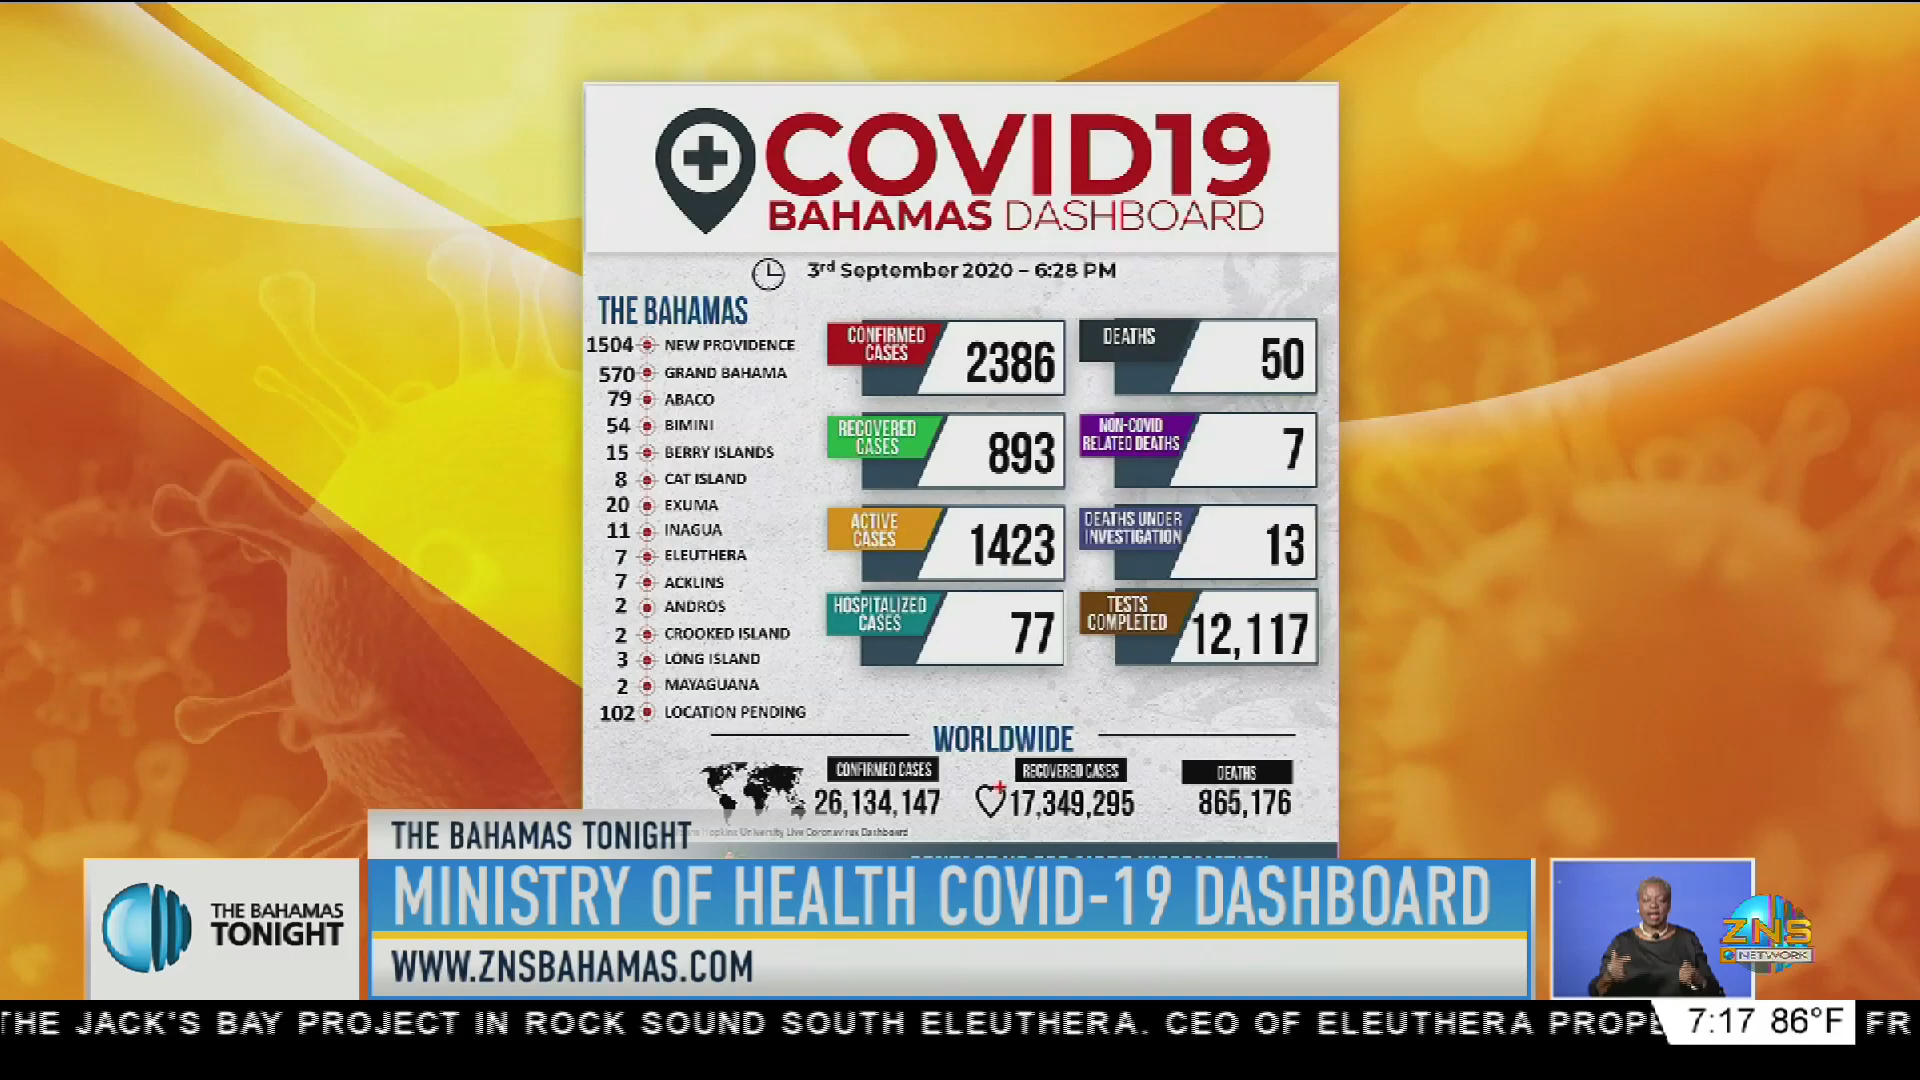 COVID19
BAHAMAS DASHBOARD
3rd September 2020 – 6:28 PM
THE BAHAMAS
1504 NEW PROVIDENCE
570 GRAND BAHAMA
79 ABACO
54 BIMINI
15 BERRY ISLANDS
8 CAT ISLAND
20 EXUMA
11 INAGUA
7 ELEUTHERA
7 ACKLINS
2 ANDROS
2 CROOKED ISLAND
3 LONG ISLAND
2 MAYAGUANA
102 LOCATION PENDING
CONFIRMED
CASES
2386
DEATHS
50
RECOVERED
CASES
893
NON-COVID
RELATED DEATHS
7
ACTIVE
CASES
1423
DEATHS UNDER
INVESTIGATION
13
HOSPITALIZED
CASES
77
TESTS
COMPLETED
12,117
WORLDWIDE
CONFIRMED CASES
26,134,147
RECOVERED CASES
17,349,295
DEATHS
865,176
Hopkins University Live Coronavirus Dashboard
THE BAHAMAS TONIGHT
MINISTRY OF HEALTH COVID-19 DASHBOARD
WWW.ZNSBAHAMAS.COM
THE BAHAMAS
TONIGHT
ZNS
NETWORK
THE JACK'S BAY PROJECT IN ROCK SOUND SOUTH ELEUTHERA. CEO OF ELEUTHERA PROPE
7:17 86°F
FR